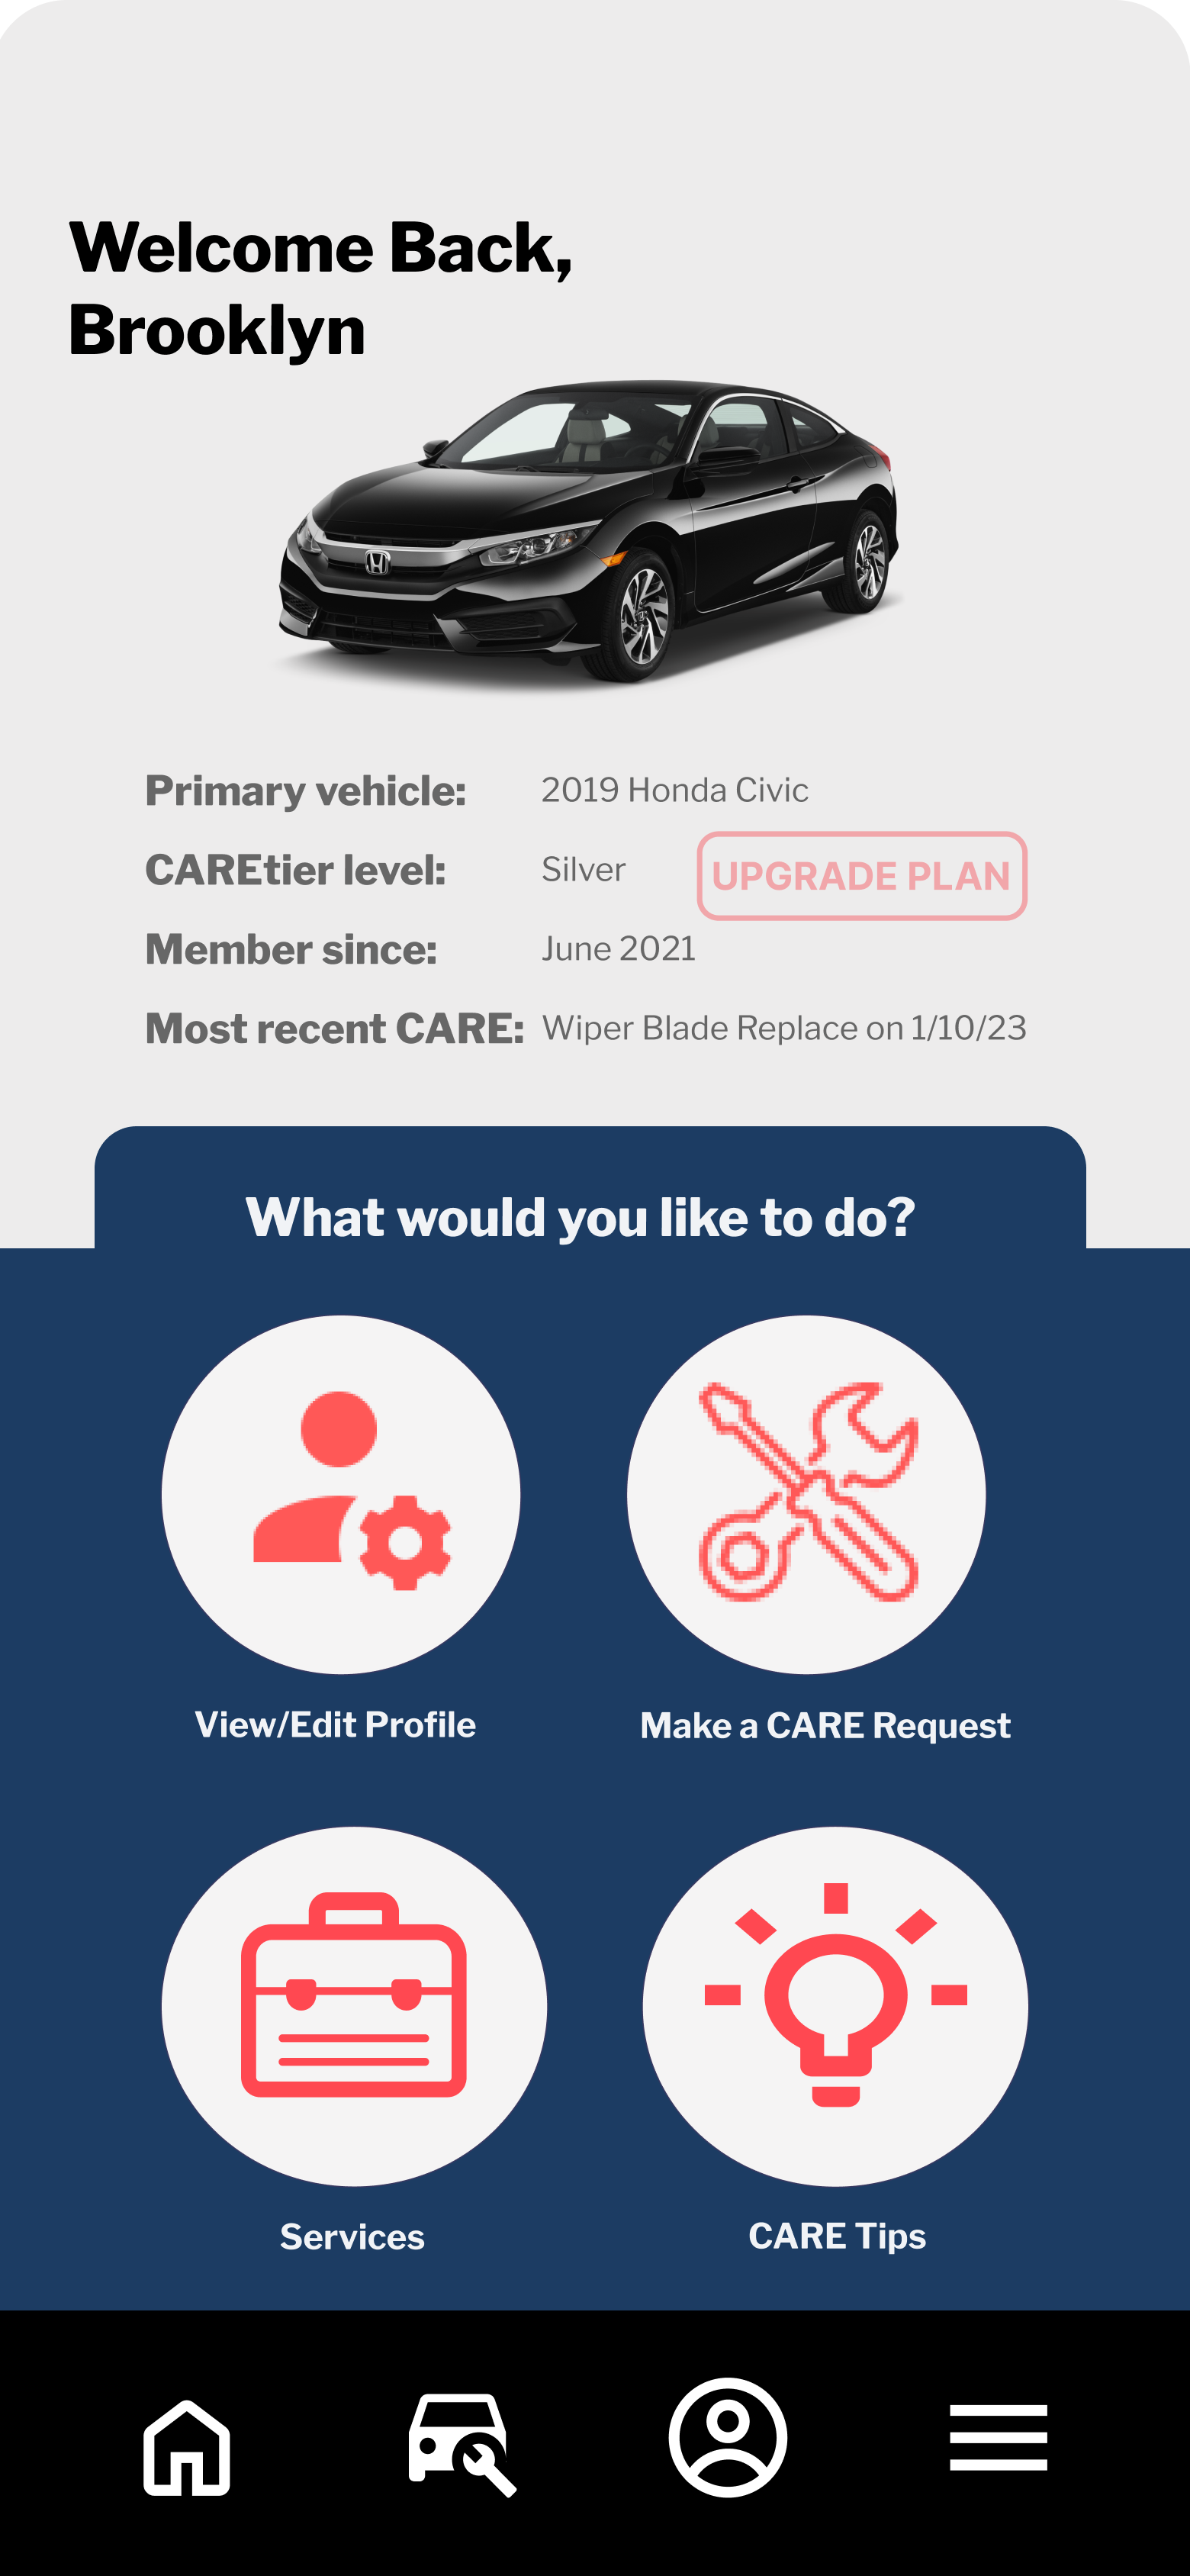 Welcome Back,
Brooklyn
Primary vehicle: 2019 Honda Civic
CAREtier level: Silver UPGRADE PLAN
Member since: June 2021
Most recent CARE: Wiper Blade Replace on 1/10/23
What would you like to do?
View/Edit Profile Make a CARE Request
Services CARE Tips